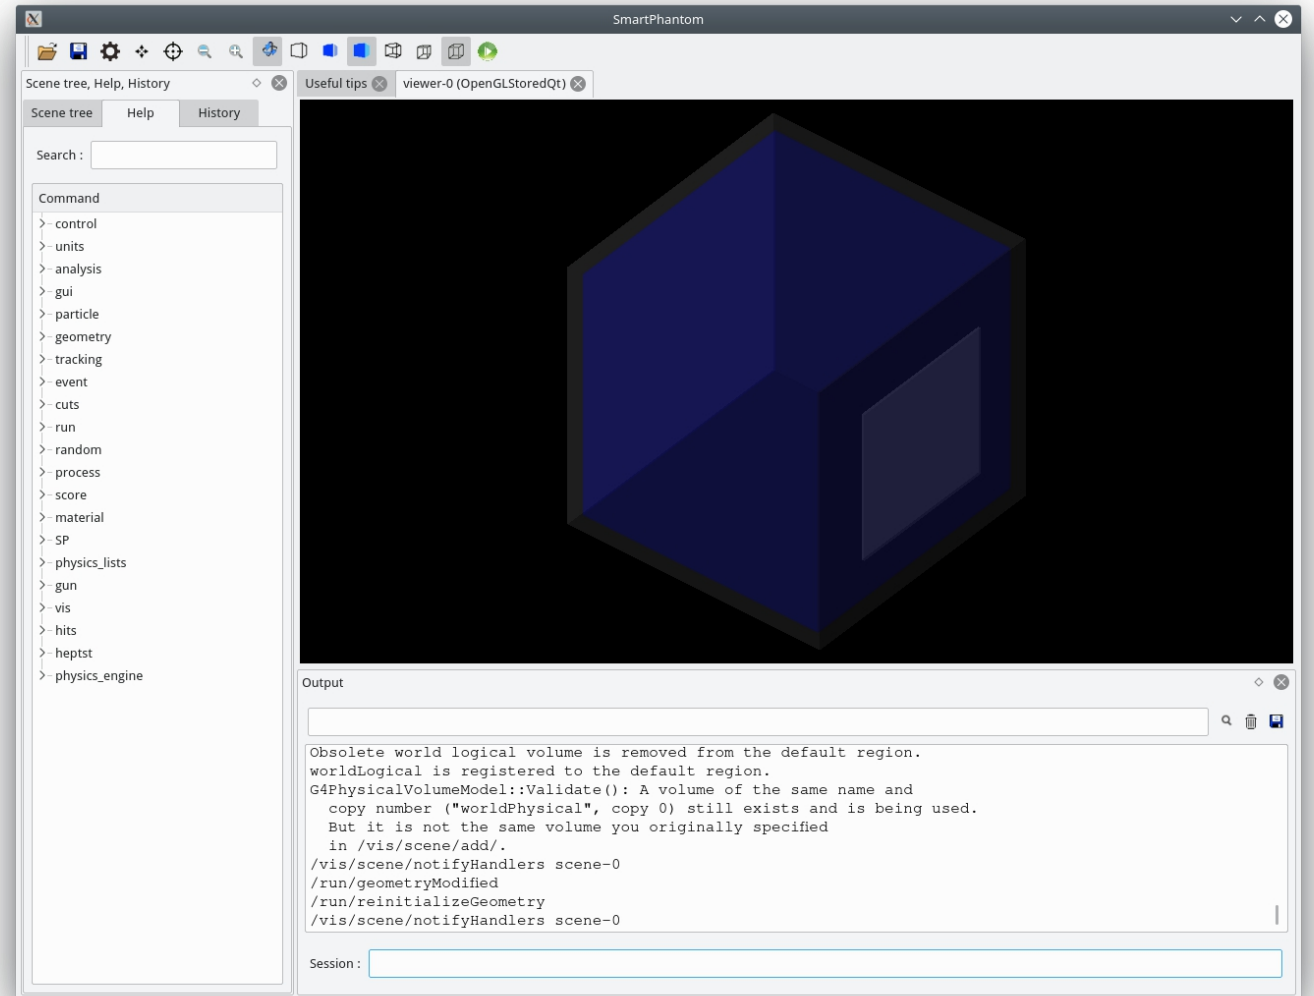 SmartPhantom
Scene tree, Help, History
Useful tips
viewer-0 (OpenGLStoredQt)
Scene tree
Help
History
Search :
Command
control
units
analysis
gui
particle
geometry
tracking
event
cuts
run
random
process
score
material
SP
physics_lists
gun
vis
hits
heptst
physics_engine
Output
Obsolete world logical volume is removed from the default region.
worldLogical is registered to the default region.
G4PhysicalVolumeModel::Validate(): A volume of the same name and
copy number ("worldPhysical", copy 0) still exists and is being used.
But it is not the same volume you originally specified
in /vis/scene/add/.
/vis/scene/notifyHandlers scene-0
/run/geometryModified
/run/reinitializeGeometry
/vis/scene/notifyHandlers scene-0
Session :